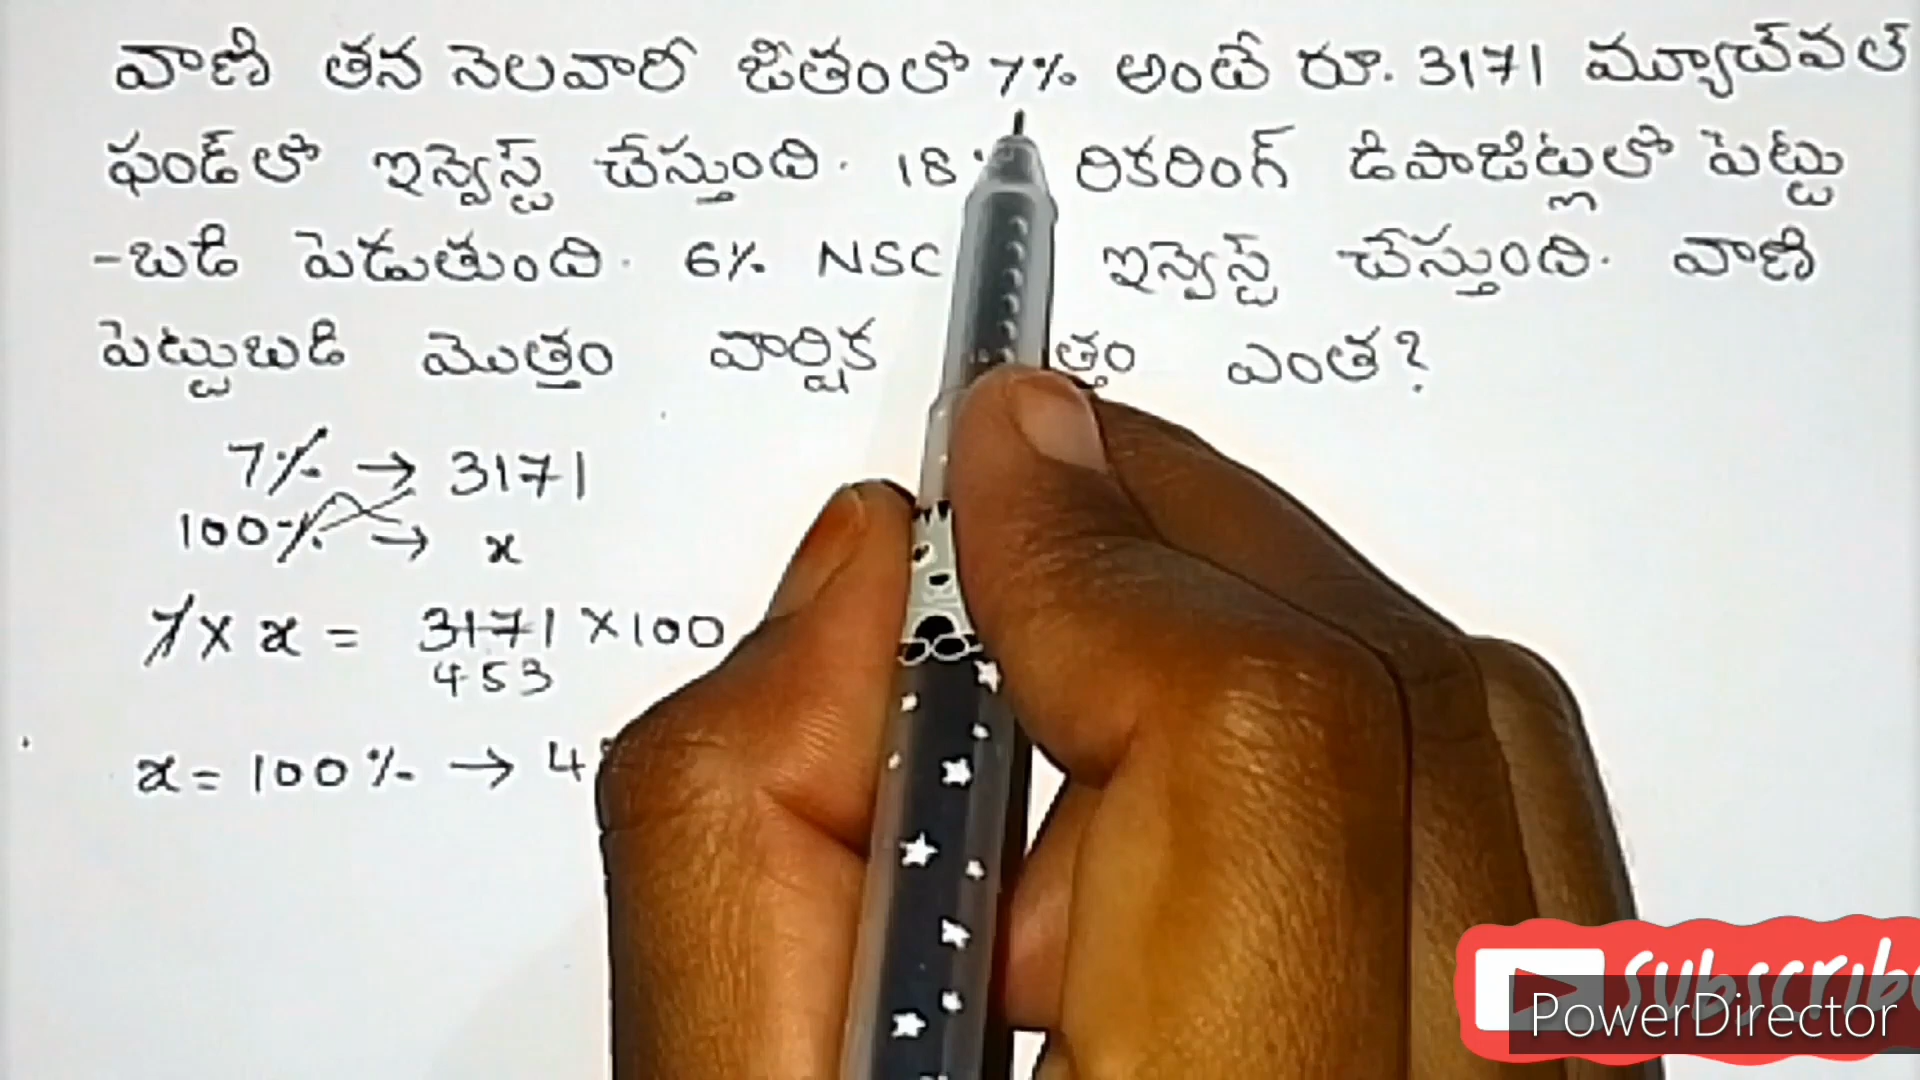 వాణి తన నెలవారీ జీతంలో 7% అంటే రూ. 3171 మ్యూచ్‌వల్
ఫండ్‌లో ఇన్వెస్ట్ చేస్తుంది. 18 రికరింగ్ డిపాజిట్లులో పెట్టు
-బడి పెడుతుంది. 6% NSC ఇన్వెస్ట్ చేస్తుంది. వాణి
పెట్టుబడి మొత్తం వార్షిక త్తం ఎంత?
7% → 3171
100% → x
7 × x = 3171 × 100
453
x = 100% → 4
Subscribe
PowerDirector